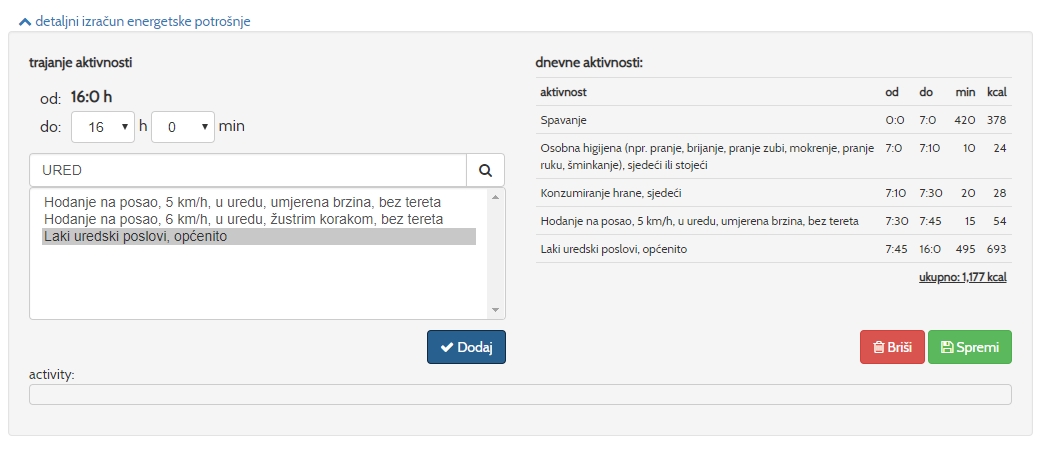 detaljni izračun energetske potrošnje
trajanje aktivnosti
od: 16:0 h
do: 16 h 0 min
URED
Hodanje na posao, 5 km/h, u uredu, umjerena brzina, bez tereta
Hodanje na posao, 6 km/h, u uredu, žustrim korakom, bez tereta
Laki uredski poslovi, općenito
Dodaj
dnevne aktivnosti:
aktivnost od do min kcal
Spavanje 0:0 7:0 420 378
Osobna higijena (npr. pranje, brijanje, pranje zubi, mokrenje, pranje 7:0 7:10 10 24
ruku, šminkanje), sjedeći ili stojeći
Konzumiranje hrane, sjedeći 7:10 7:30 20 28
Hodanje na posao, 5 km/h, u uredu, umjerena brzina, bez tereta 7:30 7:45 15 54
Laki uredski poslovi, općenito 7:45 16:0 495 693
ukupno: 1,177 kcal
Briši Spremi
activity: